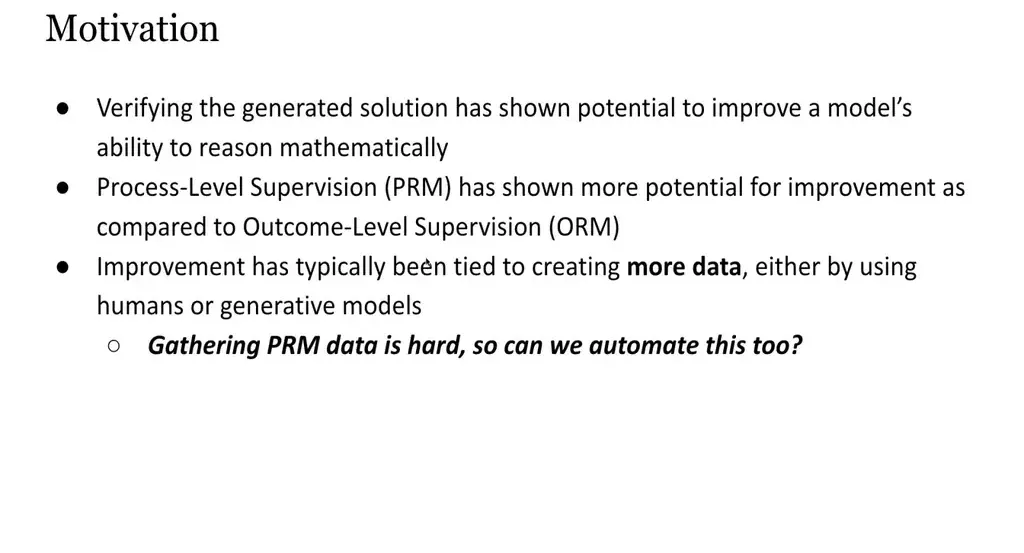 Motivation
● Verifying the generated solution has shown potential to improve a model’s
ability to reason mathematically
● Process-Level Supervision (PRM) has shown more potential for improvement as
compared to Outcome-Level Supervision (ORM)
● Improvement has typically been tied to creating more data, either by using
humans or generative models
○ Gathering PRM data is hard, so can we automate this too?